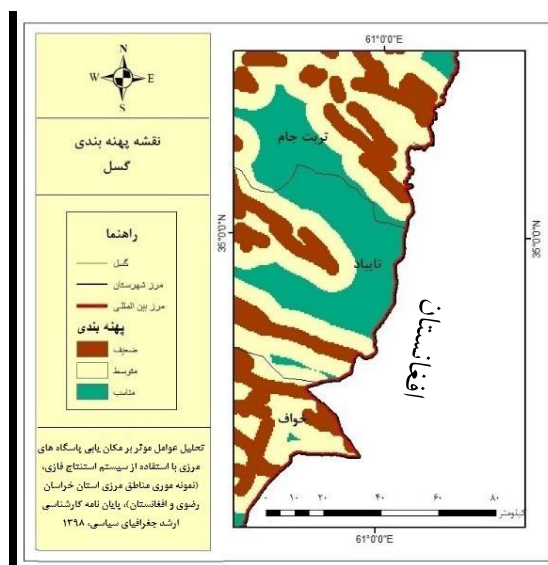 N
W E
S
نقشه پهنه بندی
گسل
راهنما
گسل
مرز شهرستان
مرز بین المللی
پهنه بندی
ضعیف
متوسط
مناسب
تحلیل عوامل موثر بر مکان یابی پاسگاه های
مرزی با استفاده از سیستم استنتاج فازی،
(نمونه موری مناطق مرزی استان خراسان
رضوی و افغانستان)، پایان نامه کارشناسی
ارشد جغرافیای سیاسی، ۱۳۹۸
61°0'0"E
تربت جام
35°0'0"N
35°0'0"N
تایباد
افغانستان
خواف
۰ ۱۰ ۲۰ ۴۰ ۶۰ ۸۰
کیلومتر
61°0'0"E